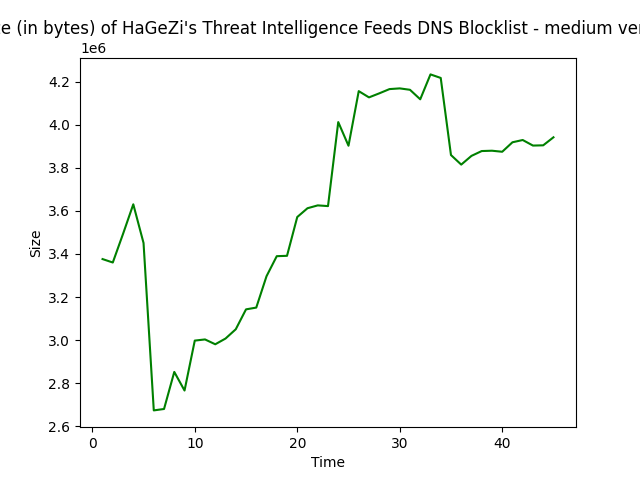 (in bytes) of HaGeZi's Threat Intelligence Feeds DNS Blocklist - medium
1e6
4.2
4.0
3.8
3.6
3.4
3.2
3.0
2.8
2.6
Size
0 10 20 30 40
Time